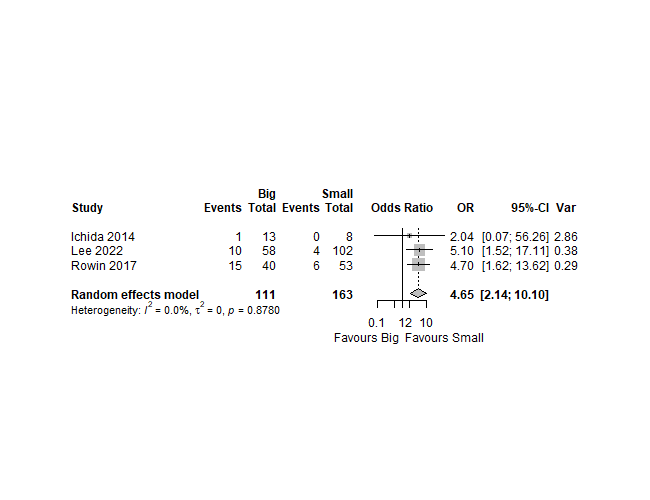 Big Small
Study Events Total Events Total Odds Ratio OR 95%-CI Var
Ichida 2014 1 13 0 8 2.04 [0.07; 56.26] 2.86
Lee 2022 10 58 4 102 5.10 [1.52; 17.11] 0.38
Rowin 2017 15 40 6 53 4.70 [1.62; 13.62] 0.29
Random effects model 111 163 4.65 [2.14; 10.10]
Heterogeneity: I² = 0.0%, τ² = 0, p = 0.8780
0.1 1 2 10
Favours Big Favours Small